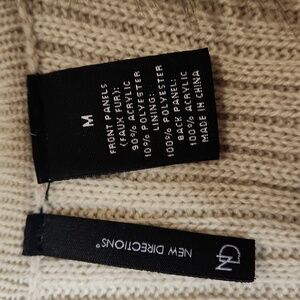 M
FRONT PANELS
(FAUX FUR):
90% ACRYLIC
10% POLYESTER
LINING:
100% POLYESTER
BACK PANEL:
100% ACRYLIC
MADE IN CHINA
ND
NEW DIRECTIONS®